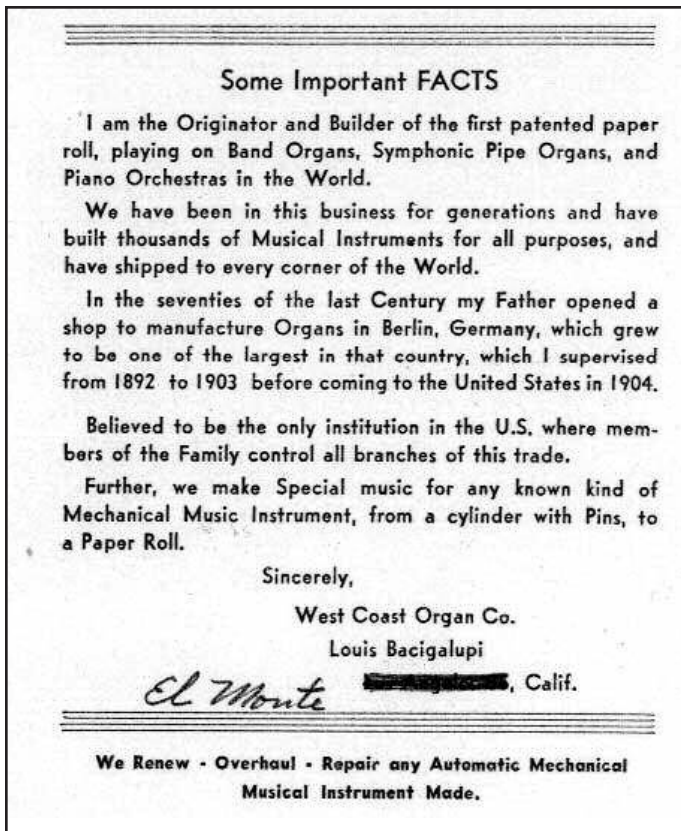 Some Important FACTS
I am the Originator and Builder of the first patented paper
roll, playing on Band Organs, Symphonic Pipe Organs, and
Piano Orchestras in the World.
We have been in this business for generations and have
built thousands of Musical Instruments for all purposes, and
have shipped to every corner of the World.
In the seventies of the last Century my Father opened a
shop to manufacture Organs in Berlin, Germany, which grew
to be one of the largest in that country, which I supervised
from 1892 to 1903 before coming to the United States in 1904.
Believed to be the only institution in the U.S. where mem-
bers of the Family control all branches of this trade.
Further, we make Special music for any known kind of
Mechanical Music Instrument, from a cylinder with Pins, to
a Paper Roll.
Sincerely,
West Coast Organ Co.
Louis Bacigalupi
El Monte , Calif.
We Renew - Overhaul - Repair any Automatic Mechanical
Musical Instrument Made.